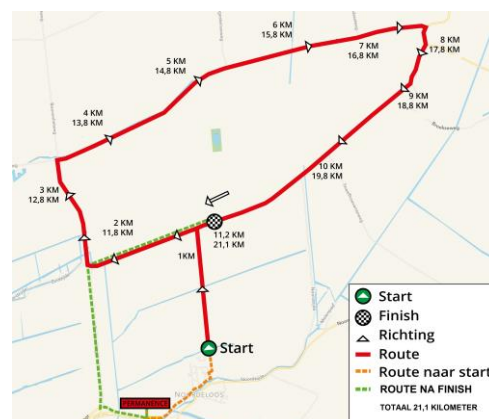 6 KM
15,8 KM
7 KM
16,8 KM
8 KM
17,8 KM
5 KM
14,8 KM
9 KM
18,8 KM
4 KM
13,8 KM
10 KM
19,8 KM
3 KM
12,8 KM
2 KM
11,8 KM
11,2 KM
21,1 KM
1KM
Start
PERMANENCE
Start
Finish
Richting
Route
Route naar start
ROUTE NA FINISH
TOTAAL 21,1 KILOMETER